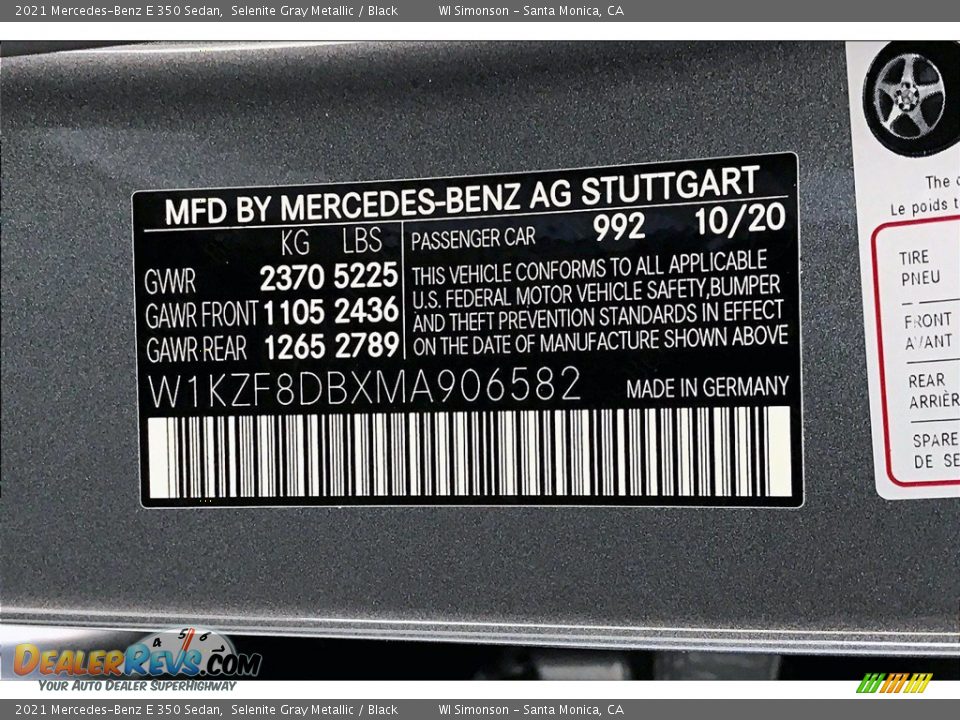 2021 Mercedes-Benz E 350 Sedan, Selenite Gray Metallic / Black WI Simonson - Santa Monica, CA
MFD BY MERCEDES-BENZ AG STUTTGART
KG LBS PASSENGER CAR 992 10/20
GVWR 2370 5225
GAWR FRONT 1105 2436
GAWR REAR 1265 2789
THIS VEHICLE CONFORMS TO ALL APPLICABLE
U.S. FEDERAL MOTOR VEHICLE SAFETY, BUMPER
AND THEFT PREVENTION STANDARDS IN EFFECT
ON THE DATE OF MANUFACTURE SHOWN ABOVE
W1KZF8DBXMA906582 MADE IN GERMANY
The
Le poids
TIRE
PNEU
FRONT
AVANT
REAR
ARRIÈR
SPARE
DE SE
4 5 6
DEALERREVS.COM
YOUR AUTO DEALER SUPERHIGHWAY
2021 Mercedes-Benz E 350 Sedan, Selenite Gray Metallic / Black WI Simonson - Santa Monica, CA